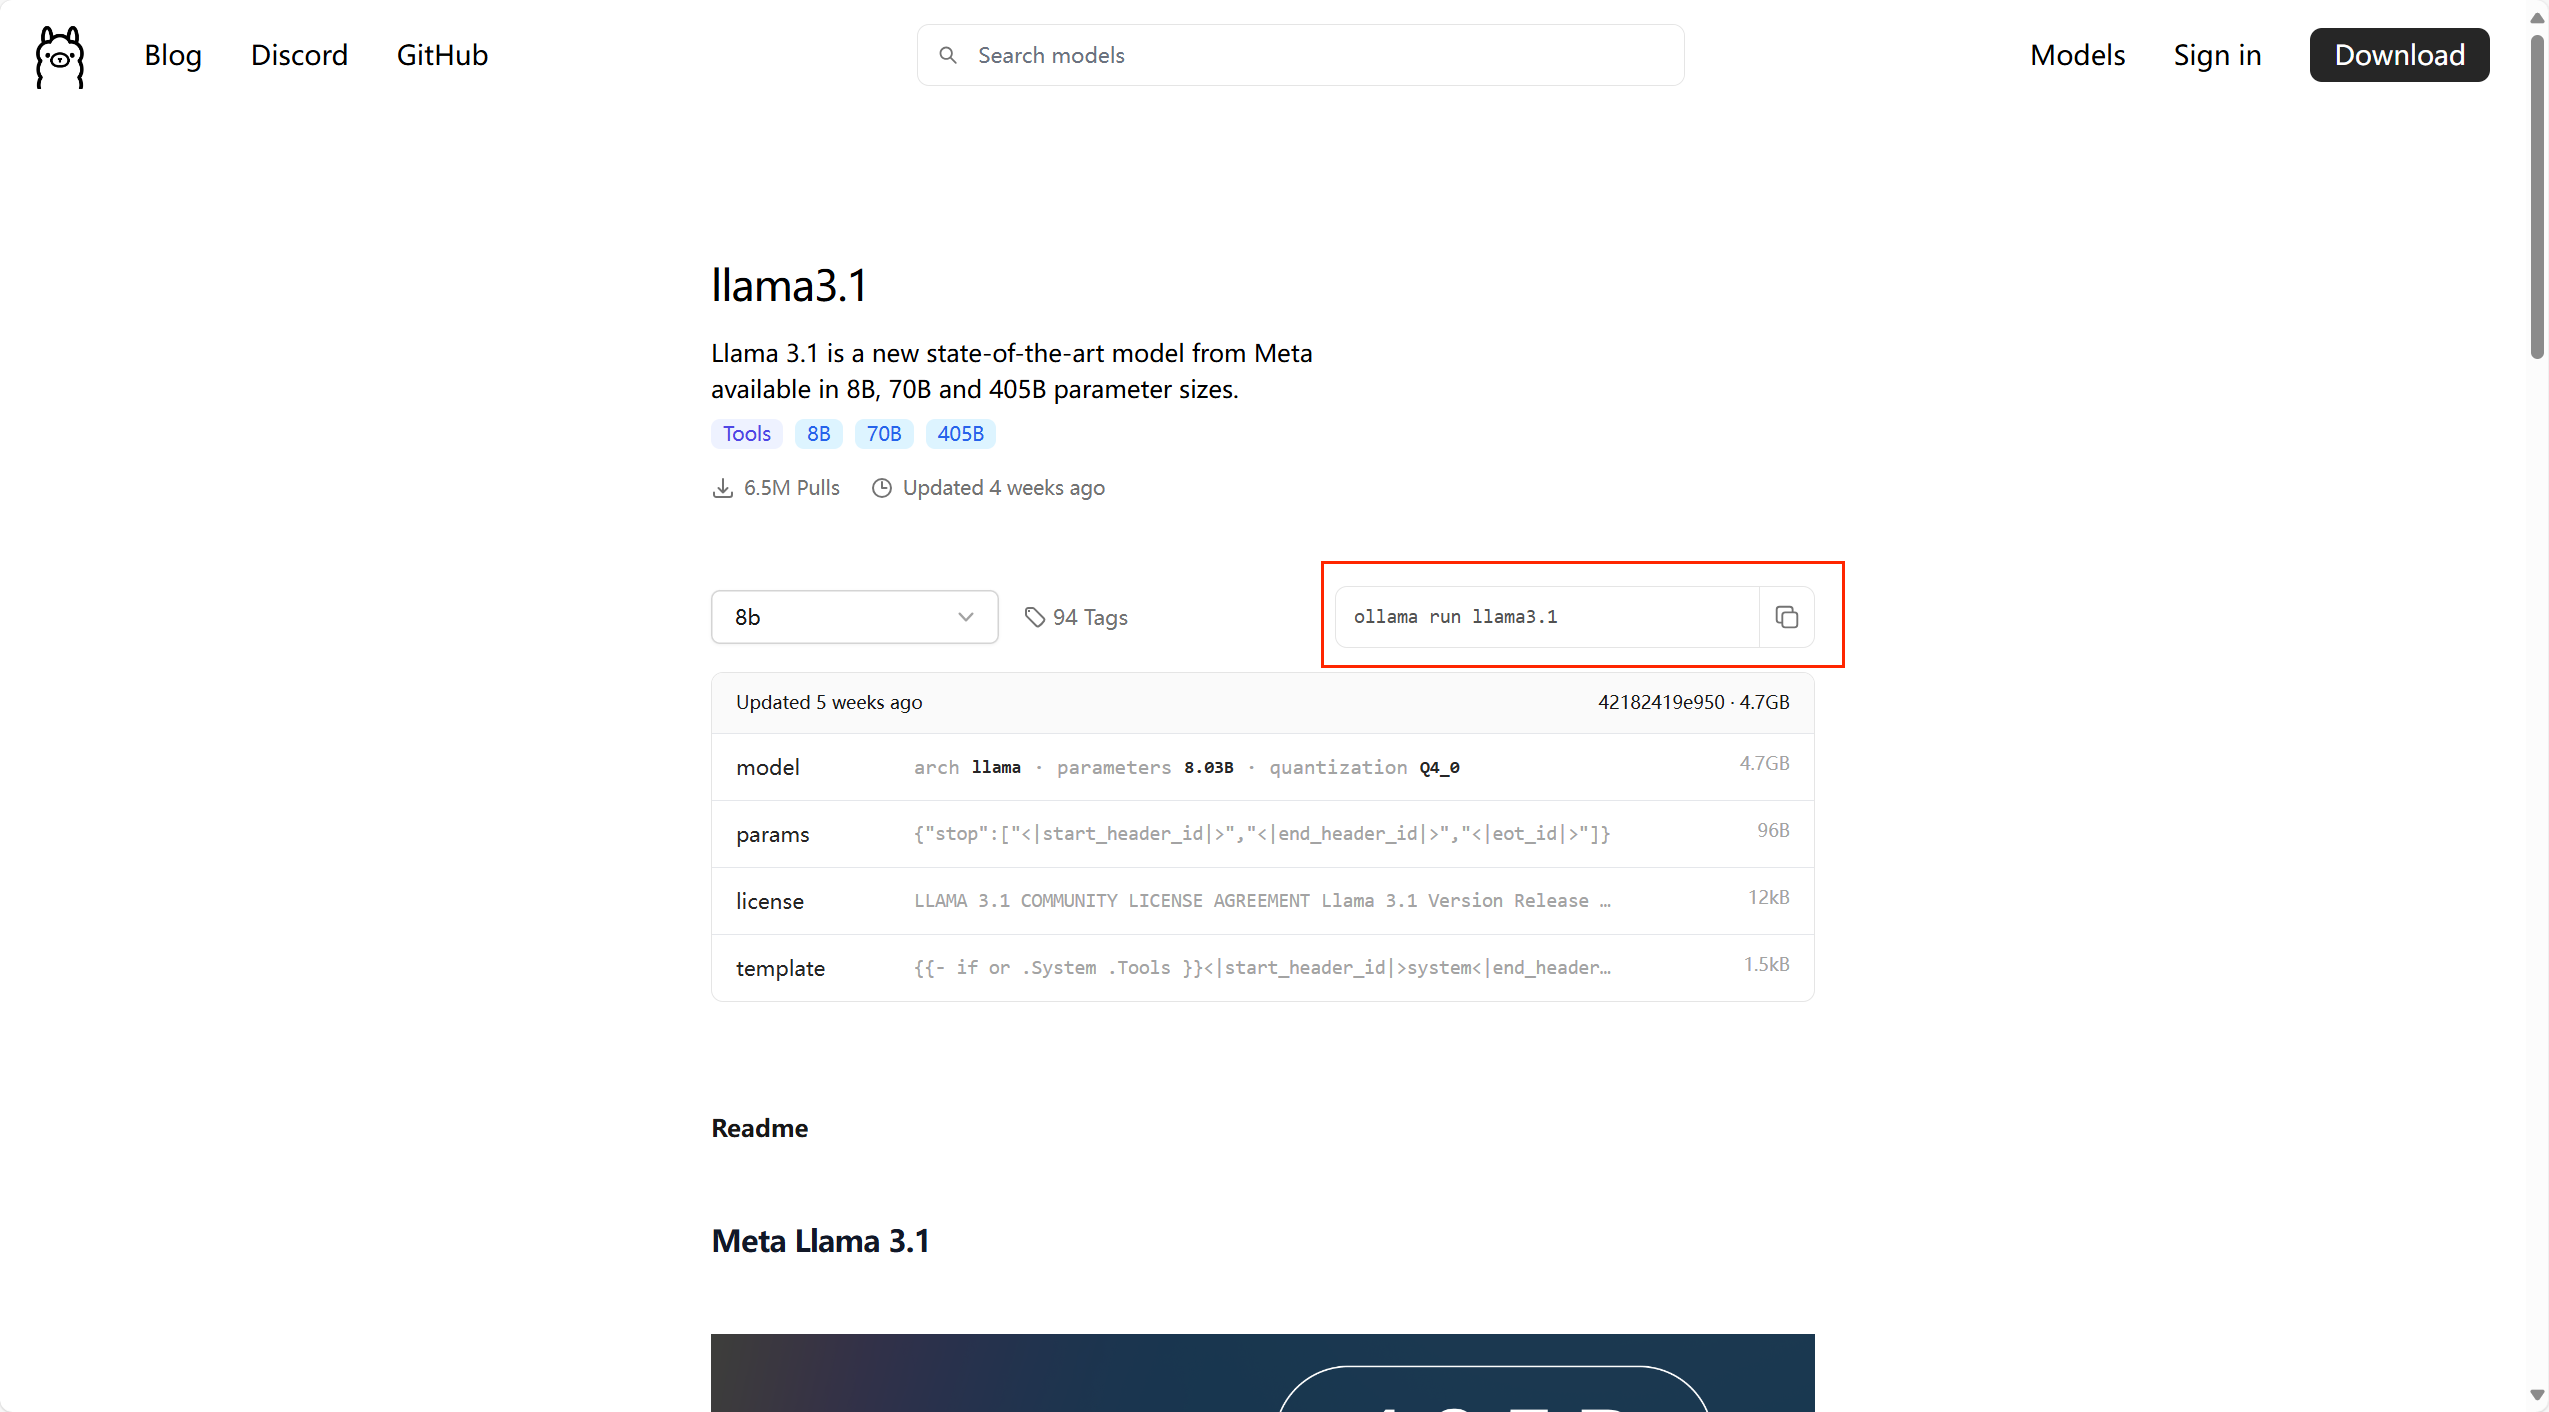 Blog Discord GitHub Search models Models Sign in Download
llama3.1
Llama 3.1 is a new state-of-the-art model from Meta
available in 8B, 70B and 405B parameter sizes.
Tools 8B 70B 405B
6.5M Pulls Updated 4 weeks ago
8b 94 Tags ollama run llama3.1
Updated 5 weeks ago 42182419e950 · 4.7GB
model arch llama · parameters 8.03B · quantization Q4_0 4.7GB
params {"stop":["<|start_header_id|>","<|end_header_id|>","<|eot_id|>"]} 96B
license LLAMA 3.1 COMMUNITY LICENSE AGREEMENT Llama 3.1 Version Release … 12kB
template {{- if or .System .Tools }}<|start_header_id|>system<|end_header… 1.5kB
Readme
Meta Llama 3.1